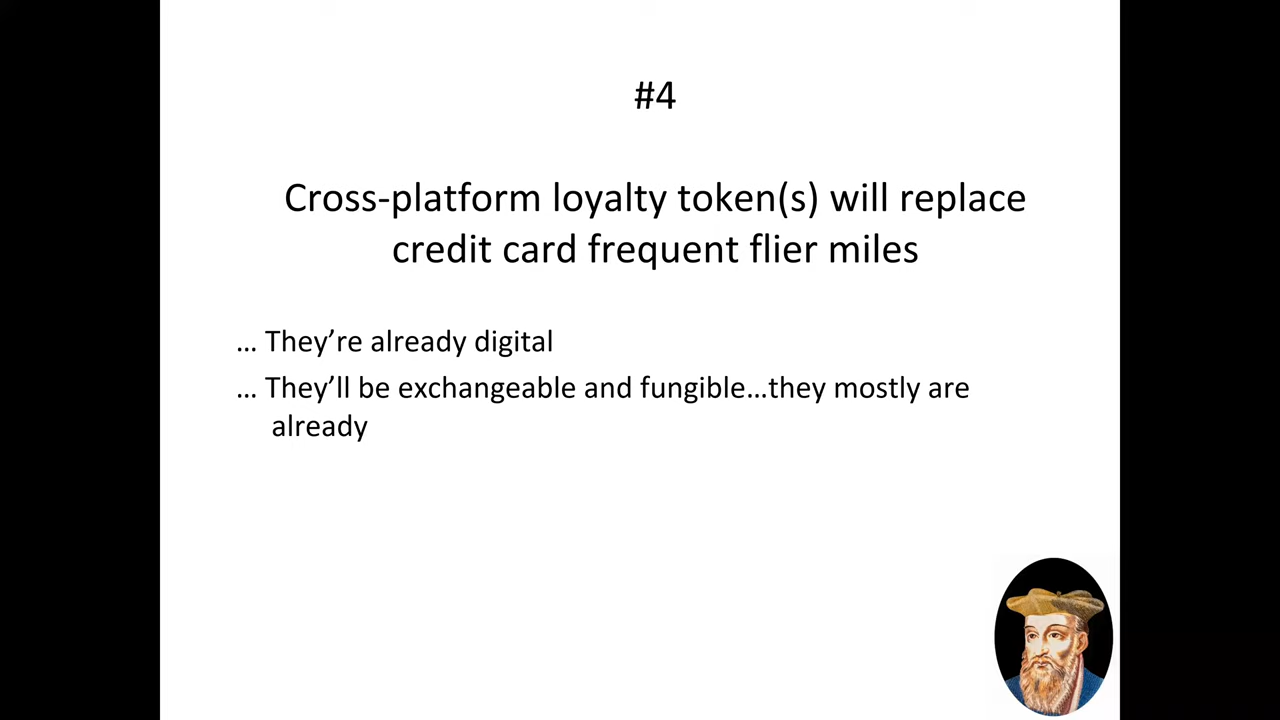 #4
Cross-platform loyalty token(s) will replace
credit card frequent flier miles
… They’re already digital
… They’ll be exchangeable and fungible…they mostly are
already